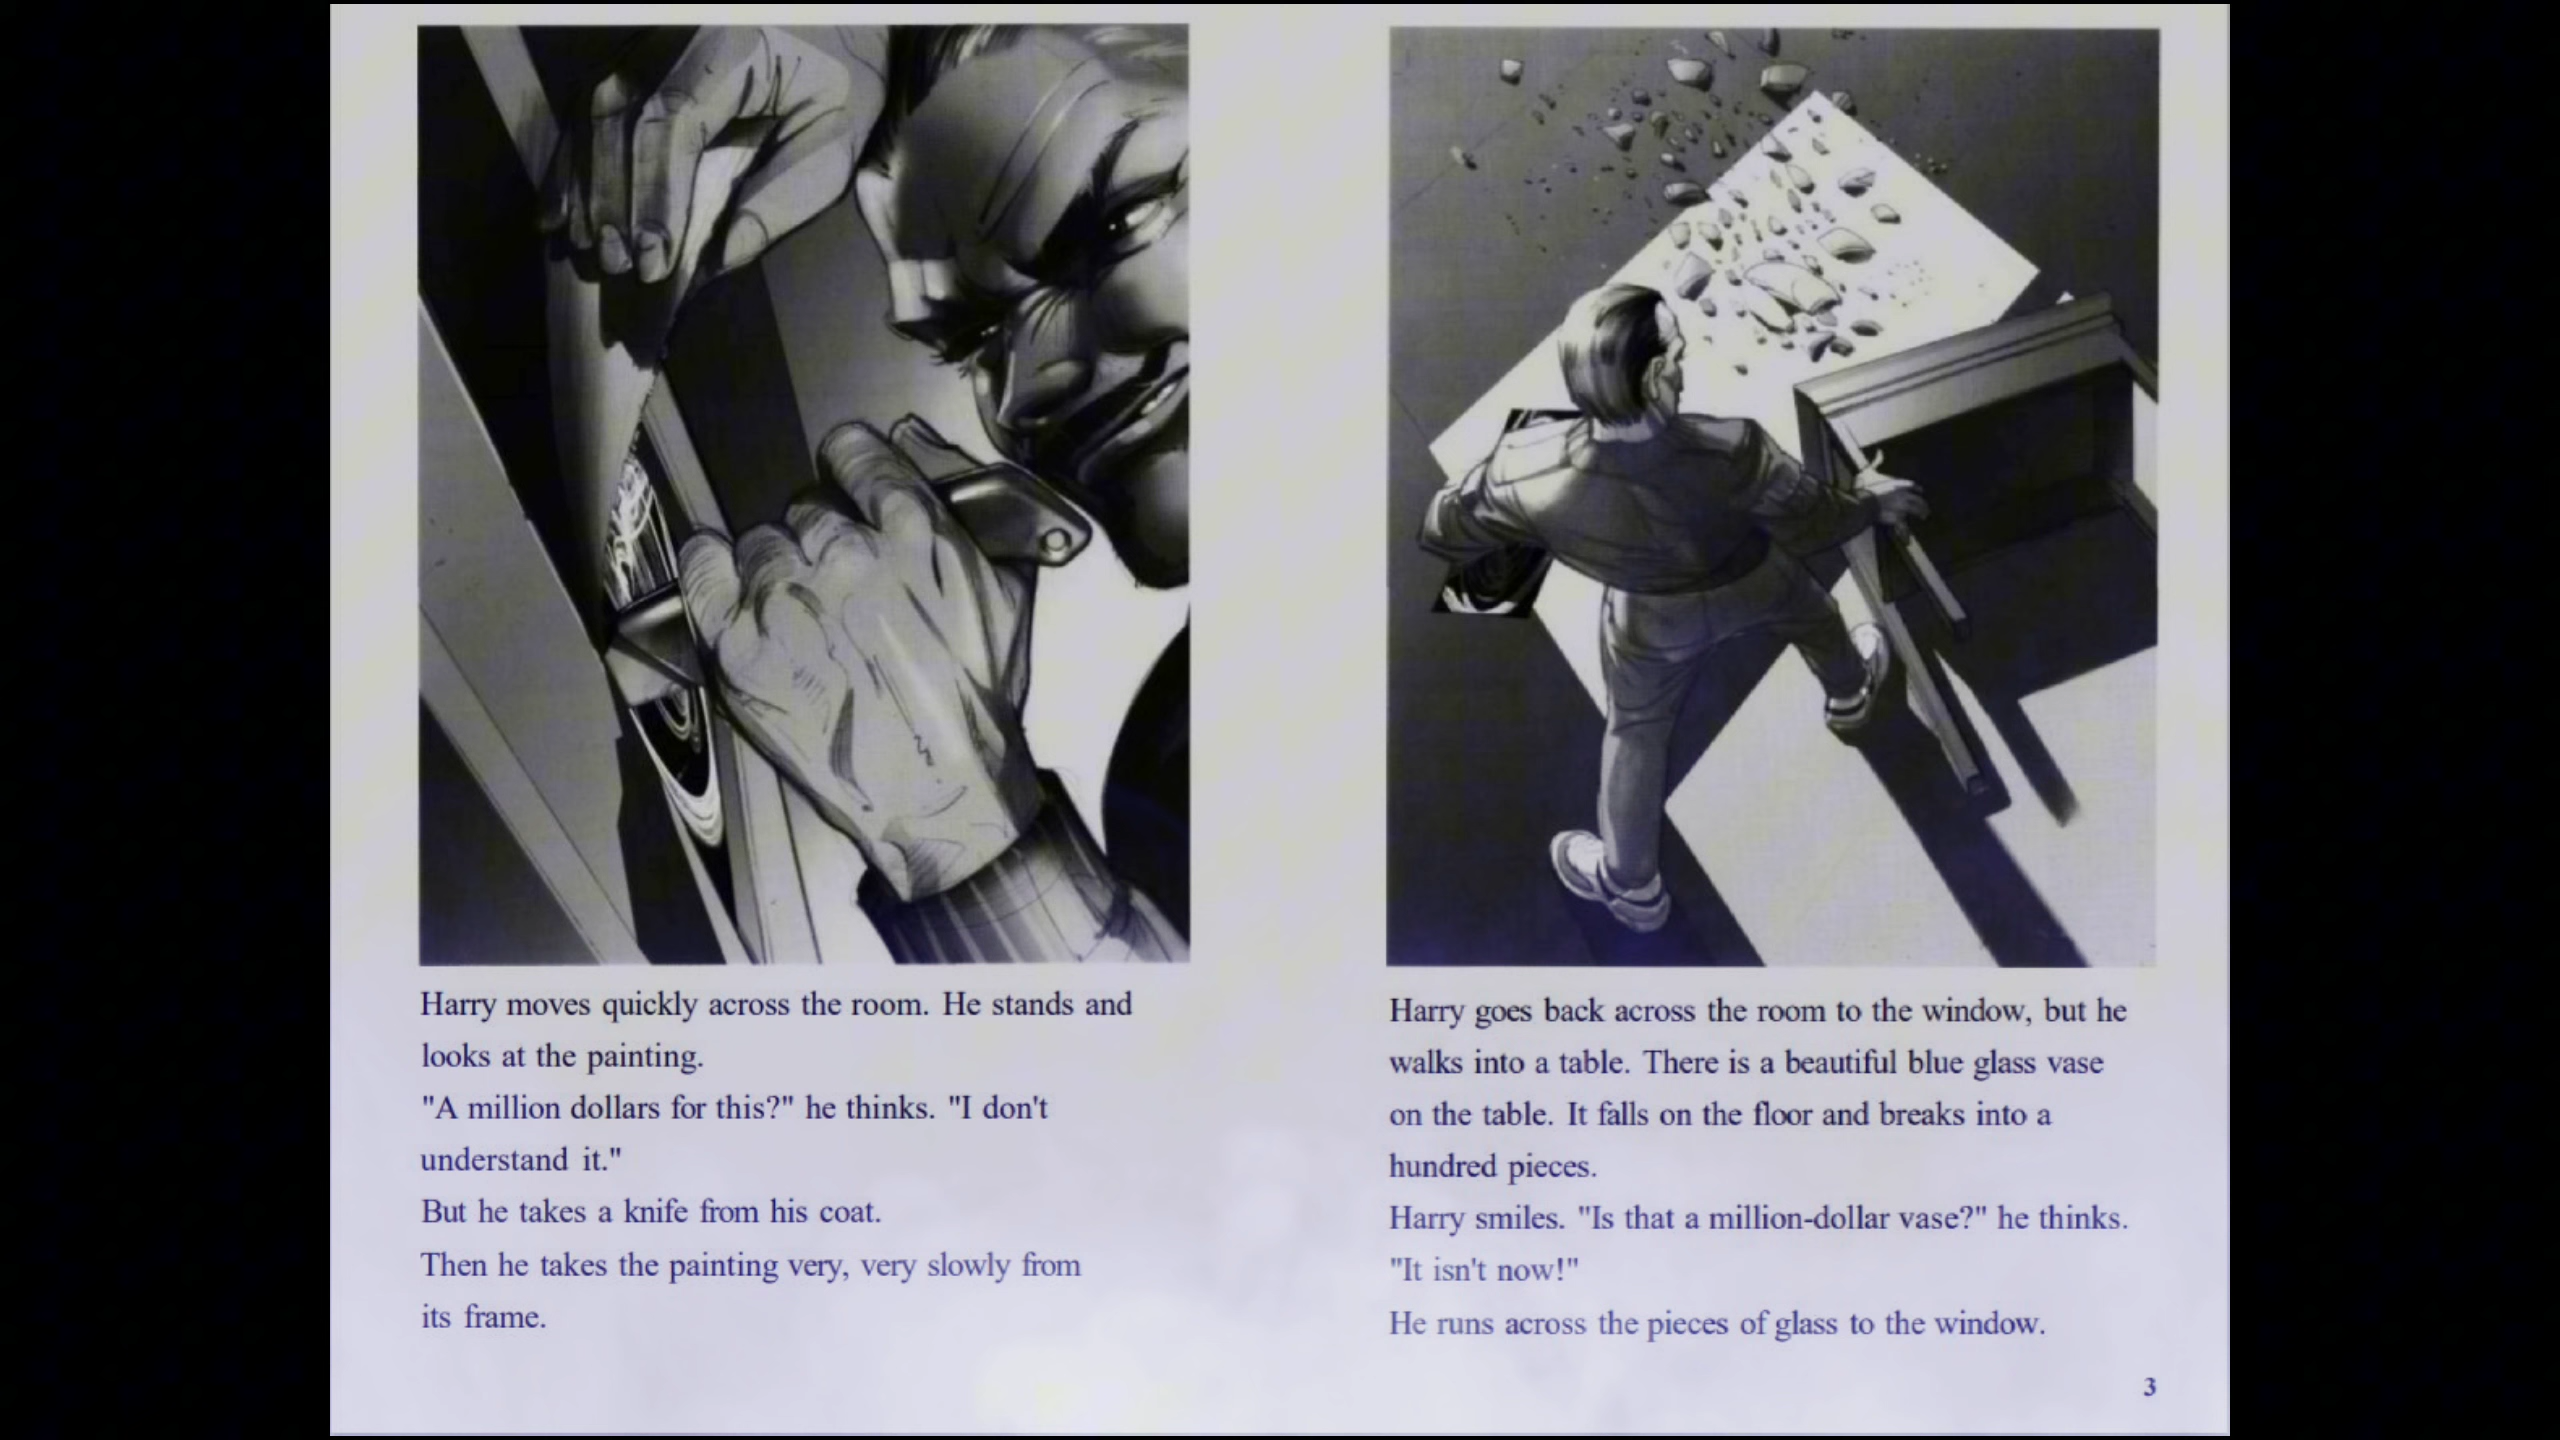 Harry moves quickly across the room. He stands and
looks at the painting.
"A million dollars for this?" he thinks. "I don't
understand it."
But he takes a knife from his coat.
Then he takes the painting very, very slowly from
its frame.
Harry goes back across the room to the window, but he
walks into a table. There is a beautiful blue glass vase
on the table. It falls on the floor and breaks into a
hundred pieces.
Harry smiles. "Is that a million-dollar vase?" he thinks.
"It isn't now!"
He runs across the pieces of glass to the window.
3